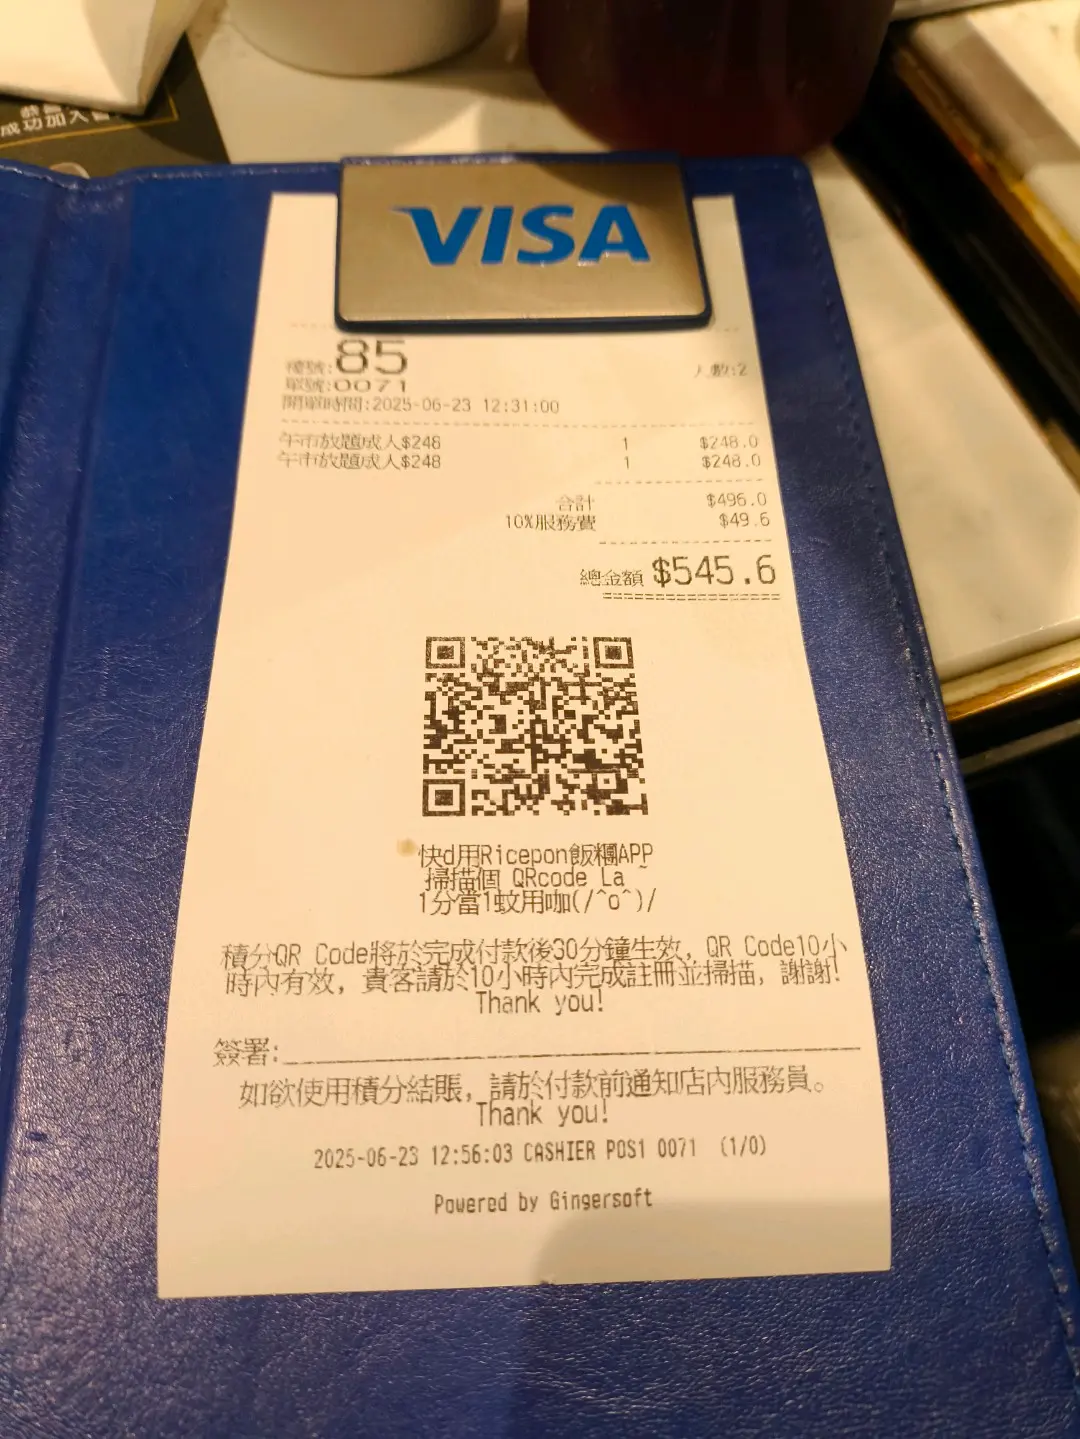 成功加入
VISA
檯號:85
人數:2
單號:0071
開單時間:2025-06-23 12:31:00
午市放題成人$248 1 $248.0
午市放題成人$248 1 $248.0
合計 $496.0
10%服務費 $49.6
總金額 $545.6
快d用Ricepon飯糰APP
掃描個 QRcode La ~
1分當1蚊用咖(/^o^)/
積分QR Code將於完成付款後30分鐘生效, QR Code10小
時內有效, 貴客請於10小時內完成註冊並掃描, 謝謝!
Thank you!
簽署:
如欲使用積分結賬, 請於付款前通知店內服務員。
Thank you!
2025-06-23 12:56:03 CASHIER POS1 0071 (1/0)
Powered by Gingersoft